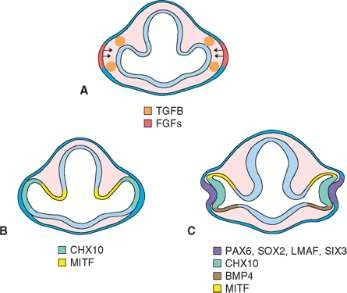 A
TGFB
FGFs
B
CHX10
MITF
C
PAX6, SOX2, LMAF, SIX3
CHX10
BMP4
MITF